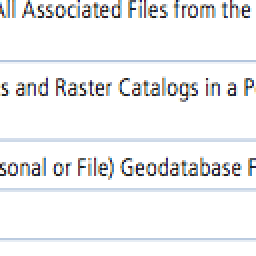 All Associated Files from the
s and Raster Catalogs in a P
sonal or File) Geodatabase F